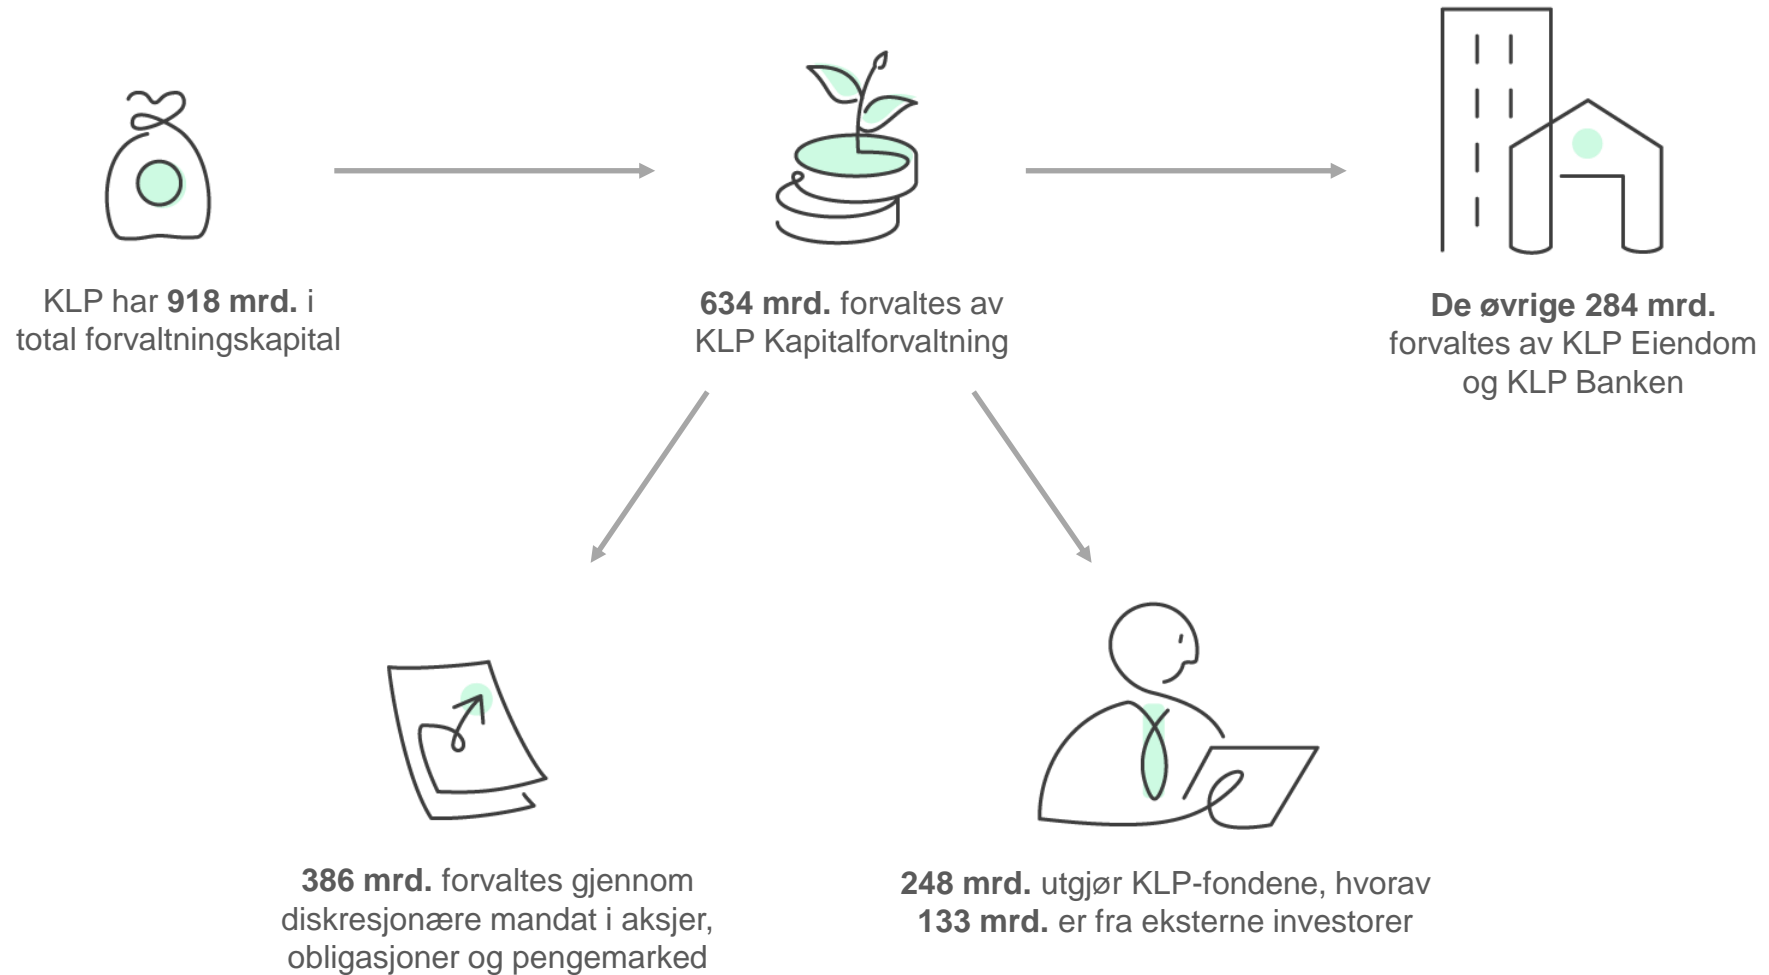 KLP har 918 mrd. i
total forvaltningskapital
634 mrd. forvaltes av
KLP Kapitalforvaltning
De øvrige 284 mrd.
forvaltes av KLP Eiendom
og KLP Banken
386 mrd. forvaltes gjennom
diskresjonære mandat i aksjer,
obligasjoner og pengemarked
248 mrd. utgjør KLP-fondene, hvorav
133 mrd. er fra eksterne investorer